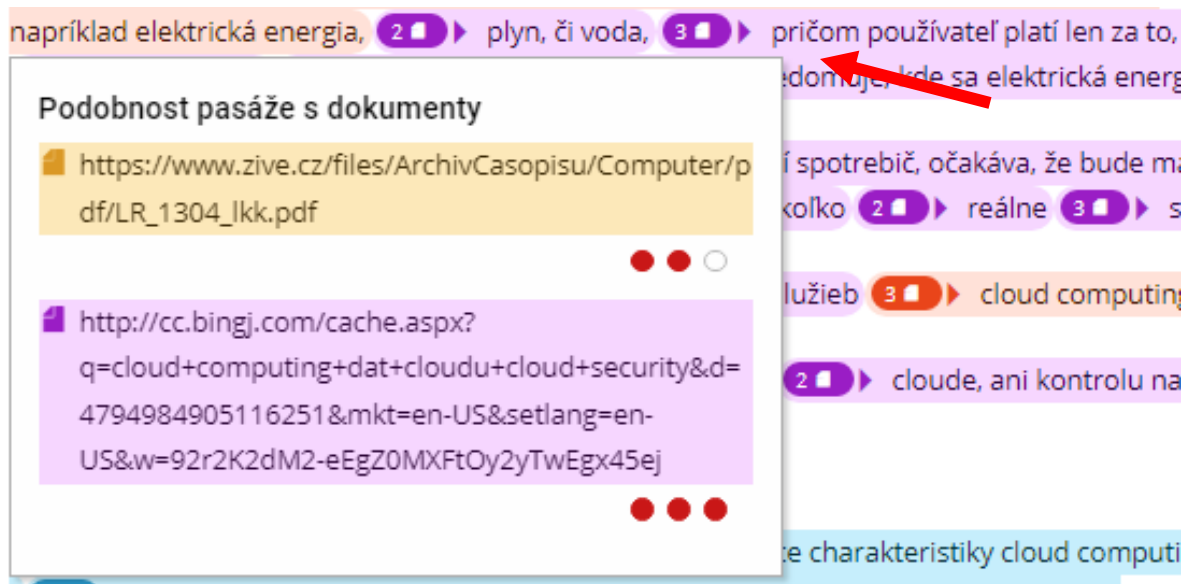 napríklad elektrická energia, 2 plyn, či voda, 3 pričom používateľ platí len za to,
kde sa elektrická energ
Podobnost pasáže s dokumenty
https://www.zive.cz/files/ArchivCasopisu/Computer/p
df/LR_1304_lkk.pdf
í spotrebič, očakáva, že bude ma
koľko 2 reálne 3 s
http://cc.bingj.com/cache.aspx?
q=cloud+computing+dat+cloudu+cloud+security&d=
4794984905116251&mkt=en-US&setlang=en-
US&w=92r2K2dM2-eEgZ0MXFtOy2yTwEgx45ej
lužieb 3 cloud computing
2 cloude, ani kontrolu na
charakteristiky cloud computi